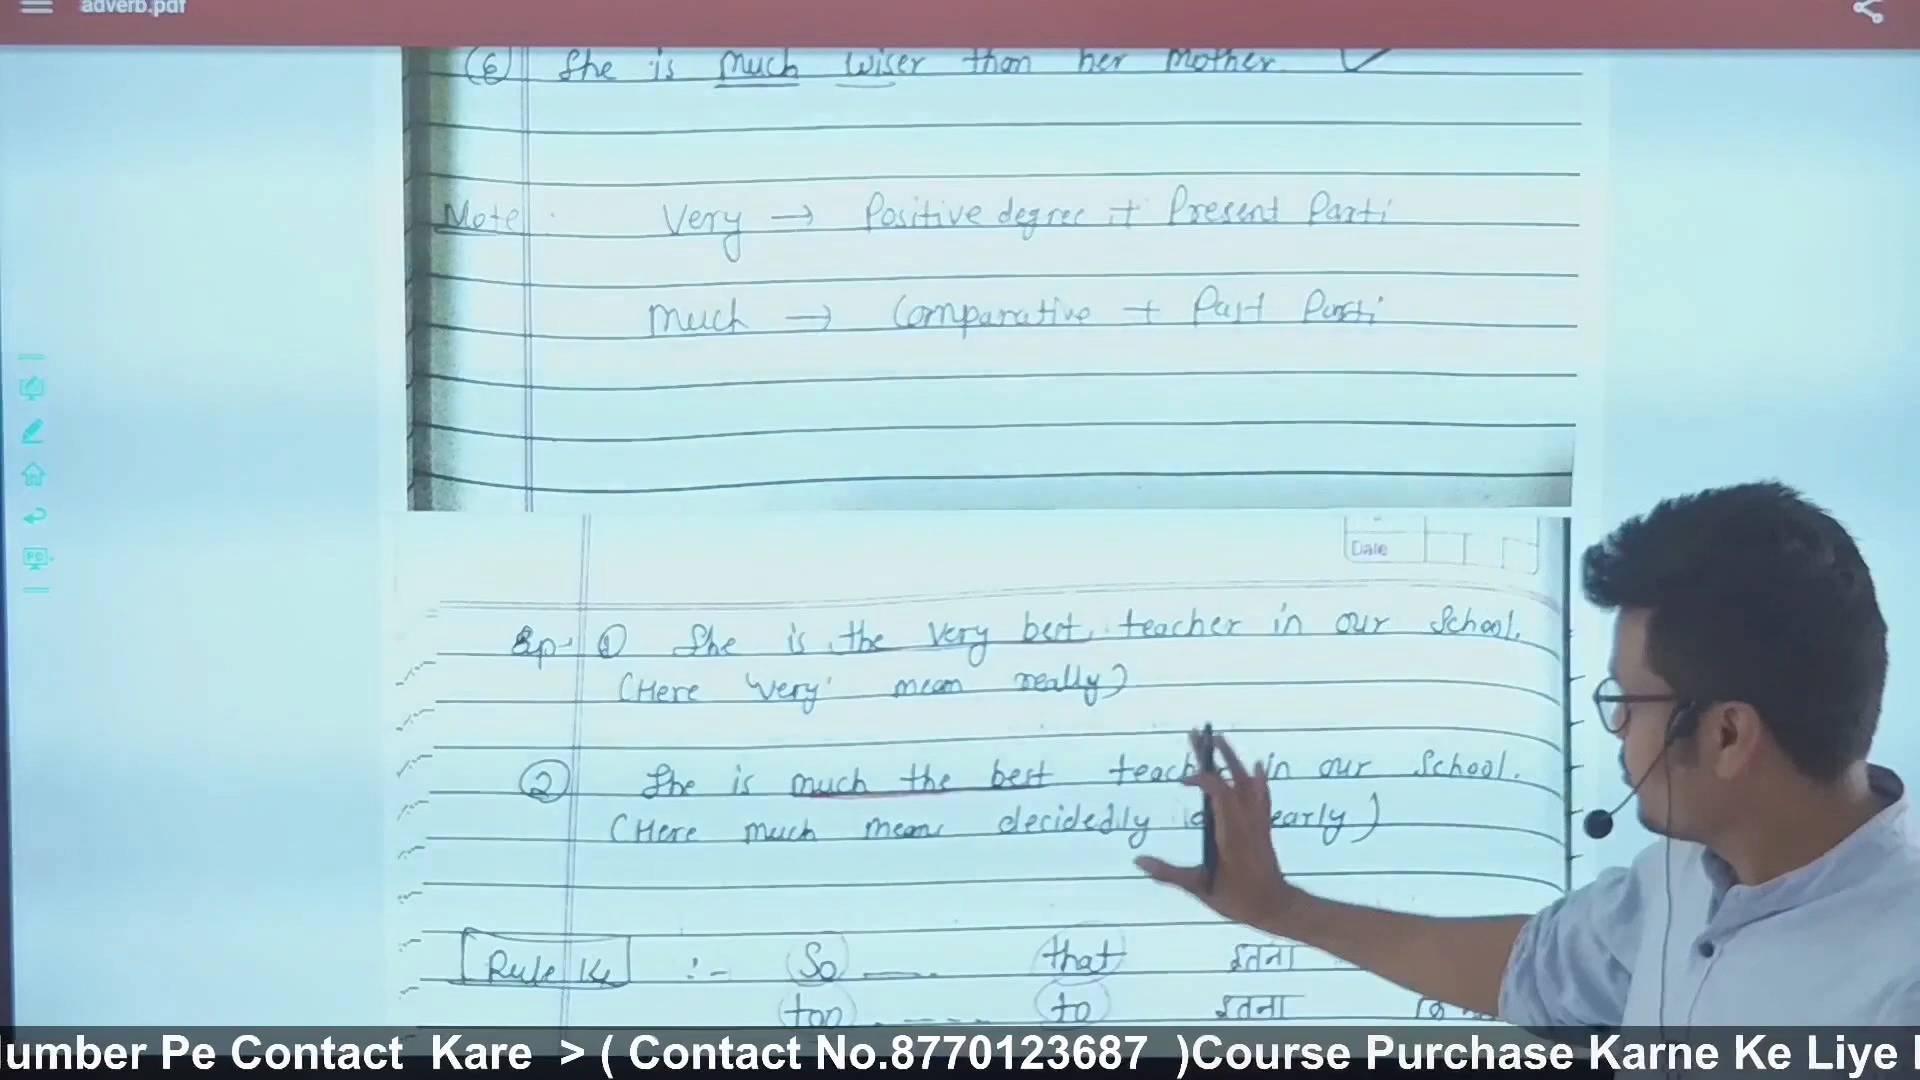 adverb.pdf
(6) She is much wiser than her mother.
Note: Very → Positive degree + Present Parti
Much → Comparative + Past Parti
Date
Exp- ① She is the very best teacher in our School.
(Here 'very' mean really)
② She is much the best teacher in our School.
(Here much mean decidedly
Rule :- So ---- that इतना
too ---- to इतना कि
Number Pe Contact Kare > ( Contact No.8770123687 )Course Purchase Karne Ke Liye